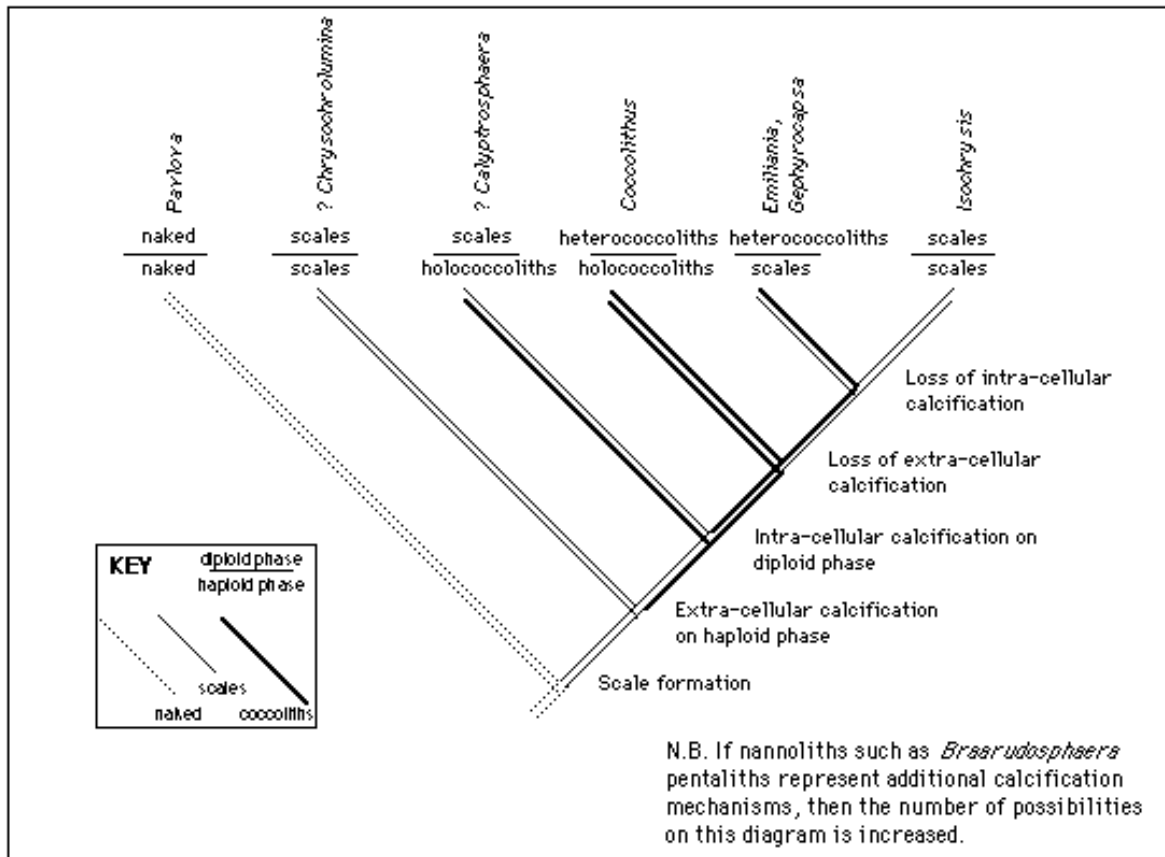 Pavlova
? Chrysochrolumina
? Calyptrosphaera
Coccolithus
Emiliania,
Gephyrocapsa
Isochrysis
naked
naked
scales
scales
scales
holococcoliths
heterococcoliths
holococcoliths
heterococcoliths
scales
scales
scales
Loss of intra-cellular
calcification
Loss of extra-cellular
calcification
Intra-cellular calcification on
diploid phase
Extra-cellular calcification
on haploid phase
Scale formation
KEY
diploid phase
haploid phase
scales
naked
coccoliths
N.B. If nannoliths such as Braarudosphaera
pentaliths represent additional calcification
mechanisms, then the number of possibilities
on this diagram is increased.